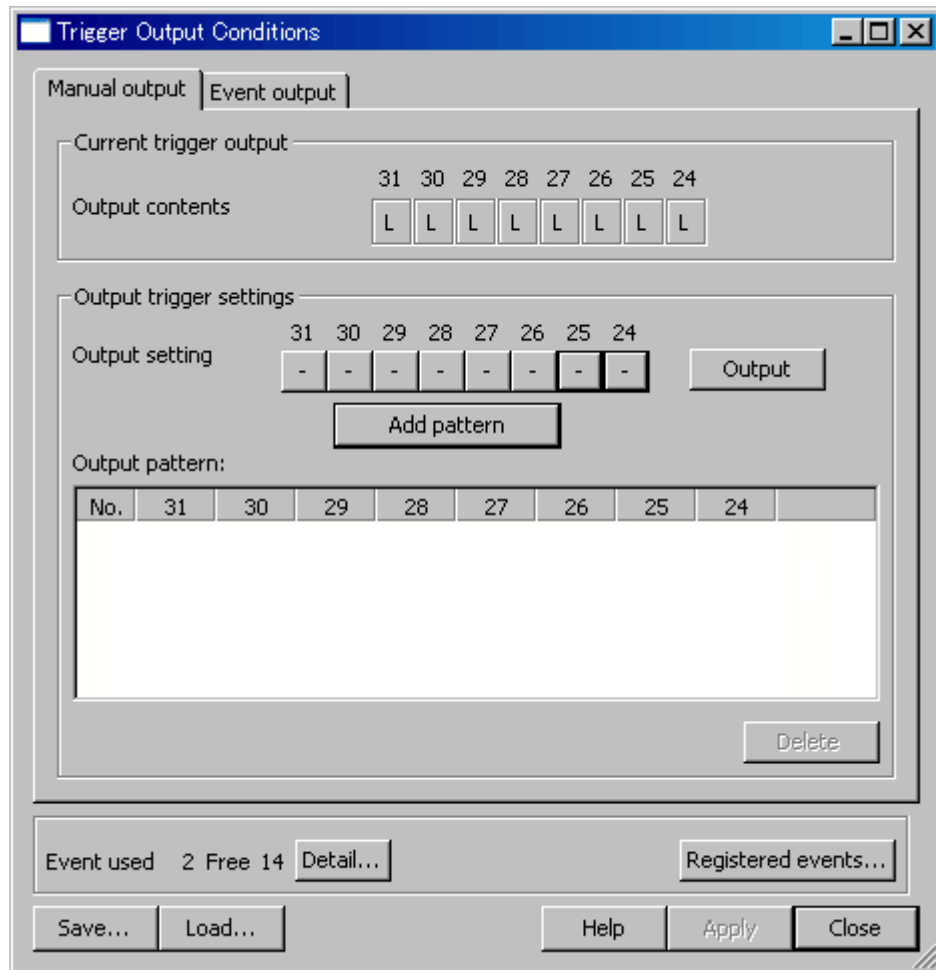 Trigger Output Conditions
Manual output Event output
Current trigger output
31 30 29 28 27 26 25 24
Output contents L L L L L L L L
Output trigger settings
31 30 29 28 27 26 25 24
Output setting - - - - - - - - Output
Add pattern
Output pattern:
No. 31 30 29 28 27 26 25 24
Delete
Event used 2 Free 14 Detail... Registered events...
Save... Load... Help Apply Close